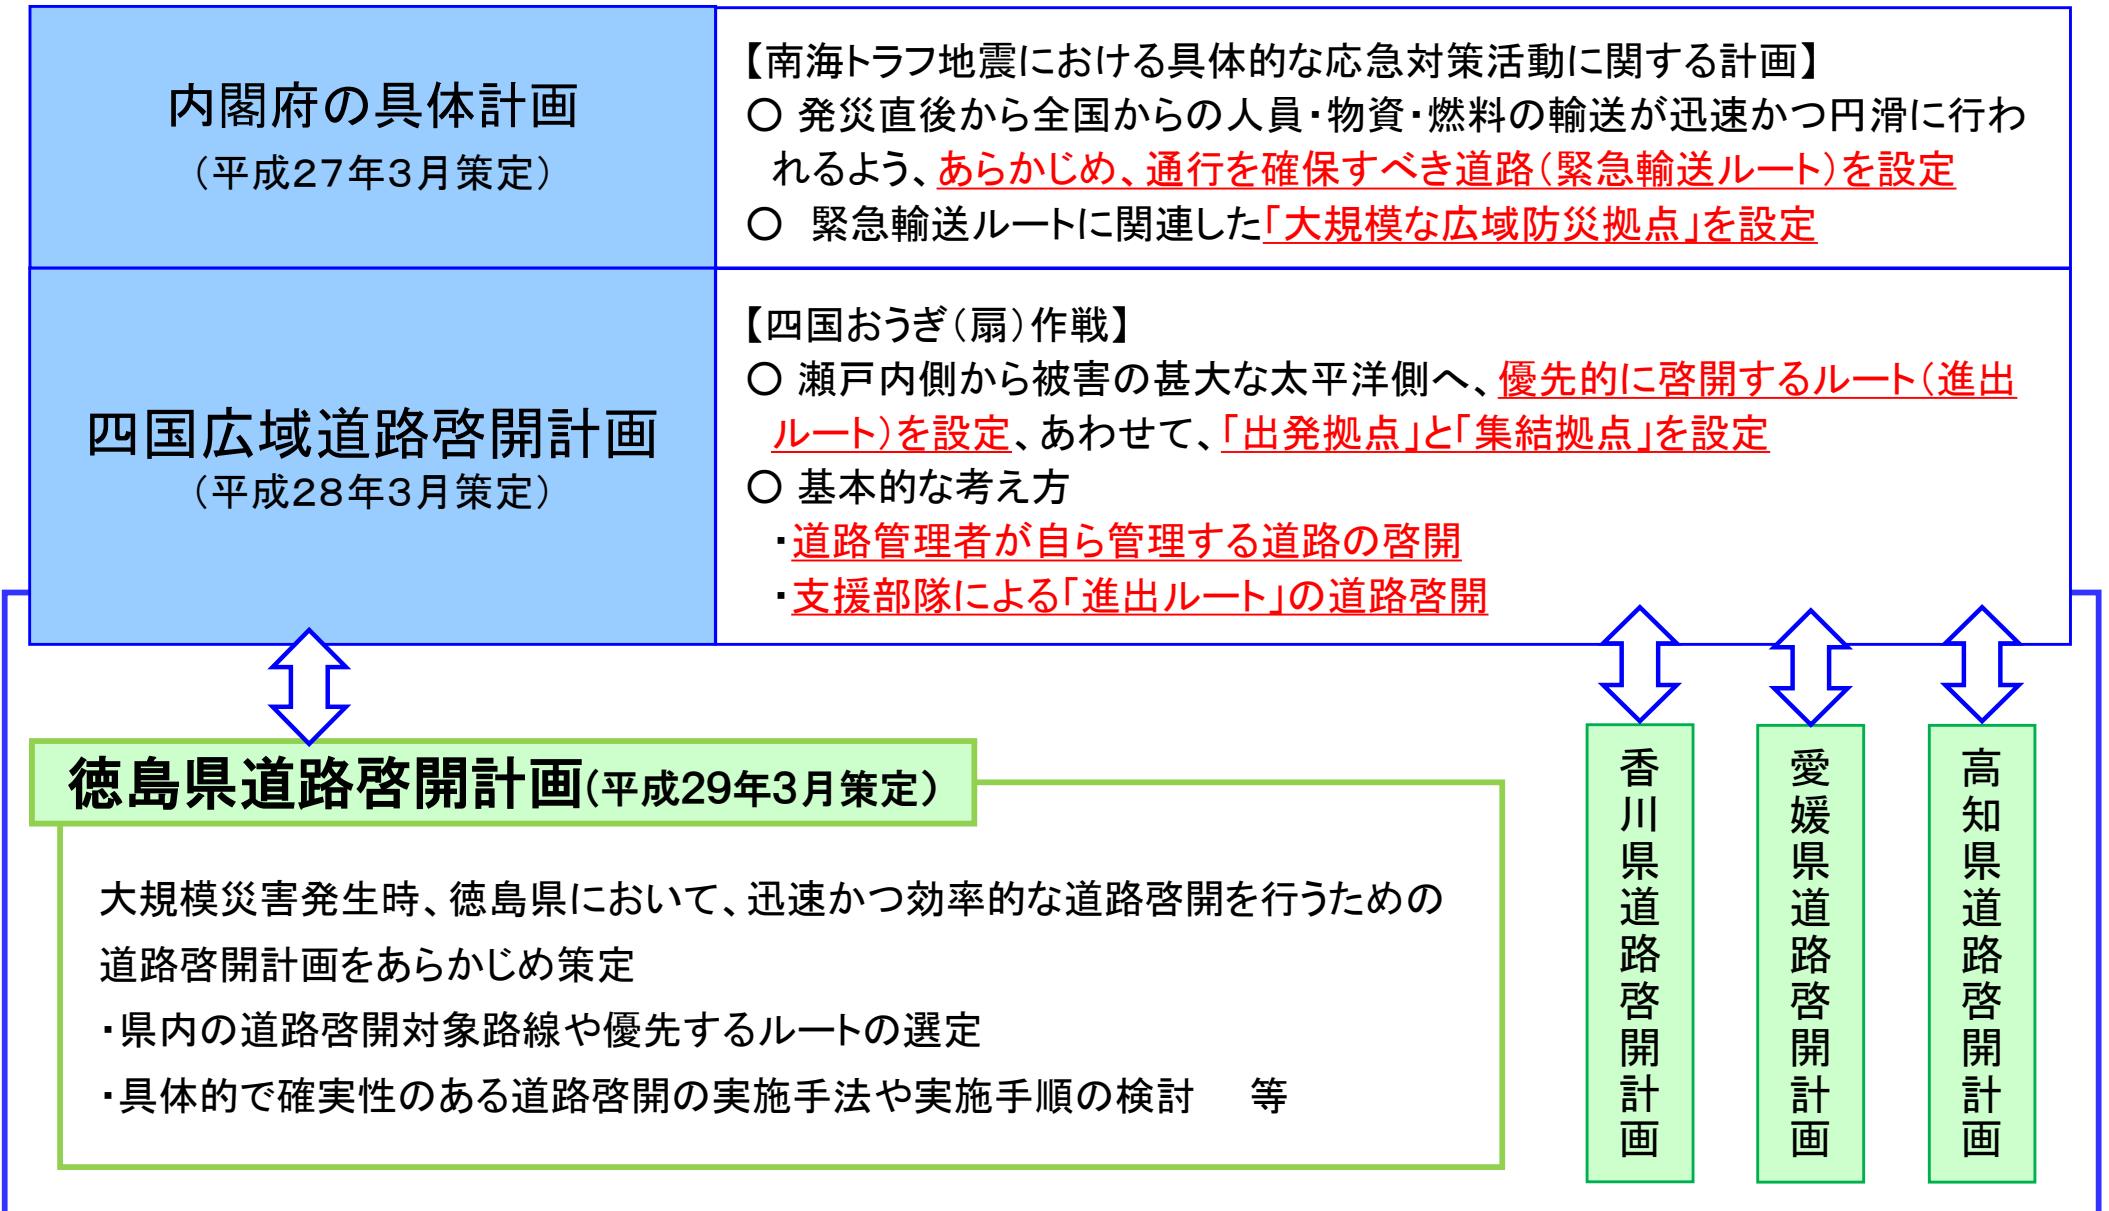 内閣府の具体計画
（平成27年3月策定）
【南海トラフ地震における具体的な応急対策活動に関する計画】
○ 発災直後から全国からの人員・物資・燃料の輸送が迅速かつ円滑に行わ
れるよう、あらかじめ、通行を確保すべき道路（緊急輸送ルート）を設定
○ 緊急輸送ルートに関連した「大規模な広域防災拠点」を設定
四国広域道路啓開計画
（平成28年3月策定）
【四国おうぎ（扇）作戦】
○ 瀬戸内側から被害の甚大な太平洋側へ、優先的に啓開するルート（進出
ルート）を設定、あわせて、「出発拠点」と「集結拠点」を設定
○ 基本的な考え方
・道路管理者が自ら管理する道路の啓開
・支援部隊による「進出ルート」の道路啓開
徳島県道路啓開計画（平成29年3月策定）
大規模災害発生時、徳島県において、迅速かつ効率的な道路啓開を行うための
道路啓開計画をあらかじめ策定
・県内の道路啓開対象路線や優先するルートの選定
・具体的で確実性のある道路啓開の実施手法や実施手順の検討 等
香川県道路啓開計画
愛媛県道路啓開計画
高知県道路啓開計画